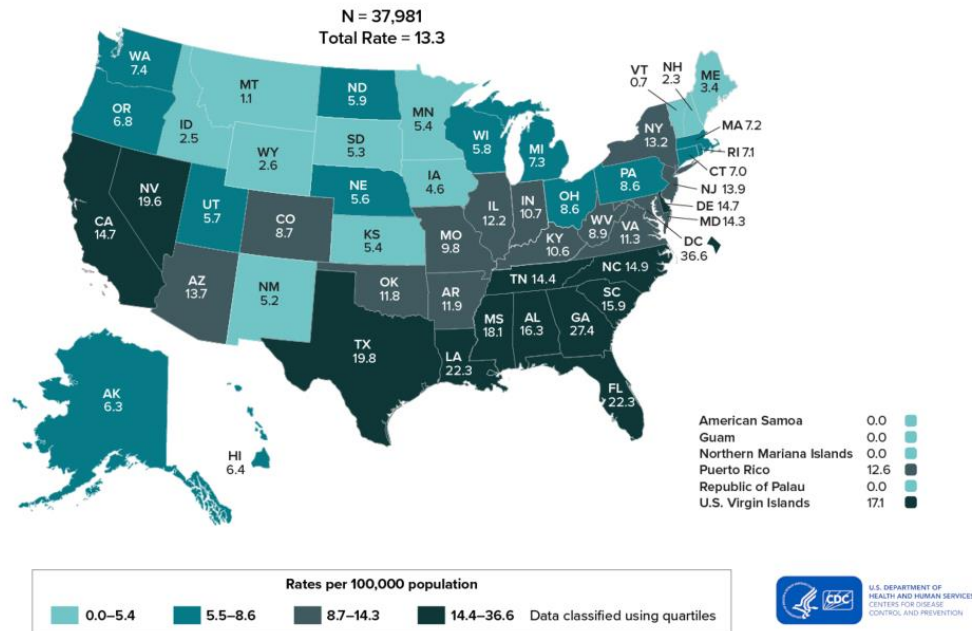 N = 37,981
Total Rate = 13.3
WA
7.4
MT
1.1
ND
5.9
MN
5.4
VT
0.7
NH
2.3
ME
3.4
OR
6.8
ID
2.5
WY
2.6
SD
5.3
WI
5.8
MI
7.3
NY
13.2
MA 7.2
RI 7.1
CT 7.0
NJ 13.9
DE 14.7
MD 14.3
DC
36.6
NV
19.6
UT
5.7
NE
5.6
IA
4.6
PA
8.6
OH
8.6
IL
12.2
IN
10.7
CA
14.7
CO
8.7
KS
5.4
MO
9.8
KY
10.6
WV
8.9
VA
11.3
AZ
13.7
NM
5.2
OK
11.8
AR
11.9
TN 14.4
NC 14.9
SC
15.9
MS
18.1
AL
16.3
GA
27.4
TX
19.8
LA
22.3
FL
22.3
AK
6.3
HI
6.4
American Samoa 0.0
Guam 0.0
Northern Mariana Islands 0.0
Puerto Rico 12.6
Republic of Palau 0.0
U.S. Virgin Islands 17.1
Rates per 100,000 population
0.0–5.4 5.5–8.6 8.7–14.3 14.4–36.6 Data classified using quartiles
CDC
U.S. DEPARTMENT OF
HEALTH AND HUMAN SERVICES
CENTERS FOR DISEASE
CONTROL AND PREVENTION